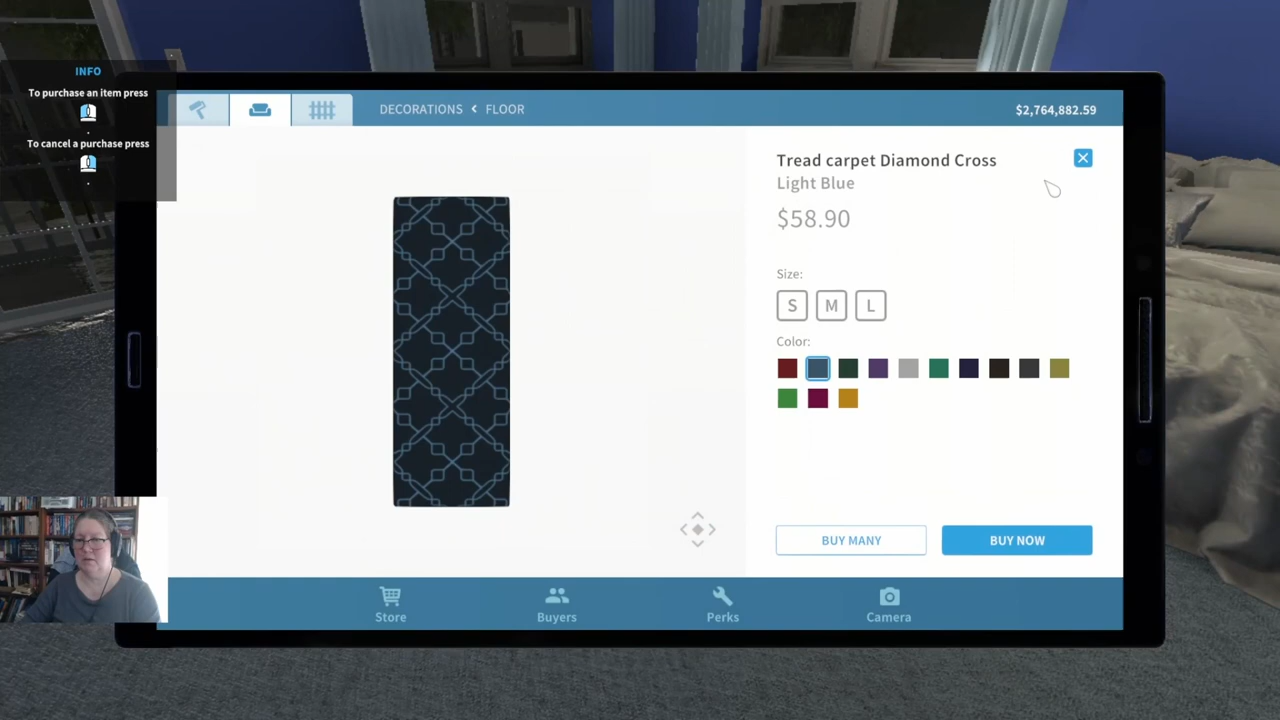 INFO
To purchase an item press
.
To cancel a purchase press
.
DECORATIONS < FLOOR
$2,764,882.59
Tread carpet Diamond Cross
Light Blue
$58.90
Size:
S M L
Color:
BUY MANY
BUY NOW
Store
Buyers
Perks
Camera